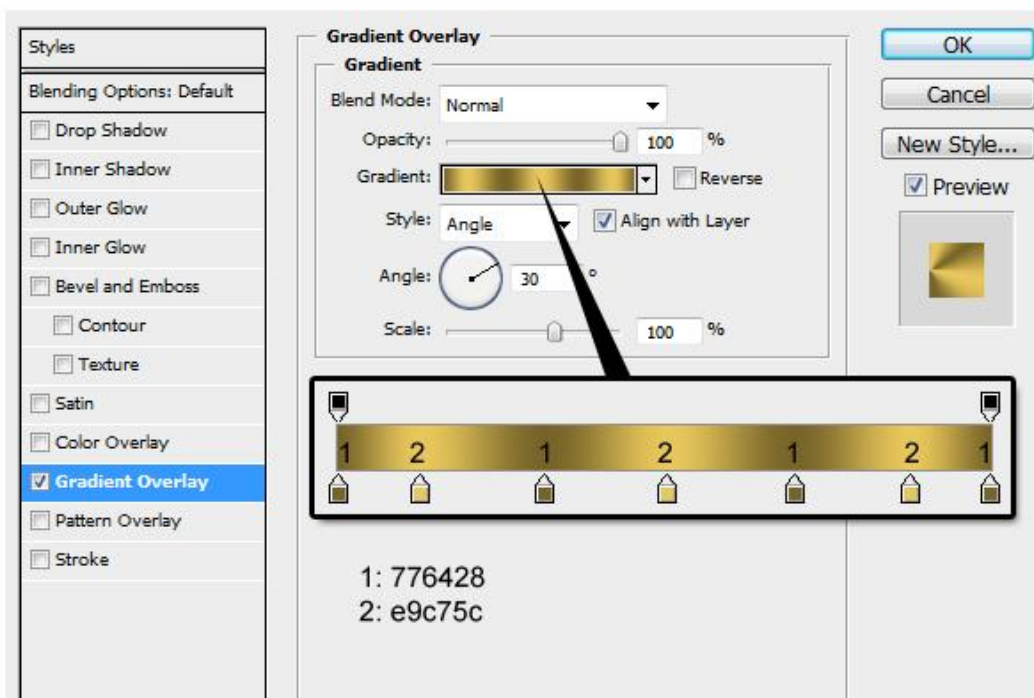 Styles
Blending Options: Default
Drop Shadow
Inner Shadow
Outer Glow
Inner Glow
Bevel and Emboss
Contour
Texture
Satin
Color Overlay
Gradient Overlay
Pattern Overlay
Stroke
Gradient Overlay
Gradient
Blend Mode: Normal
Opacity: 100 %
Gradient: Reverse
Style: Angle Align with Layer
Angle: 30 °
Scale: 100 %
1 2 1 2 1 2 1
1: 776428
2: e9c75c
OK
Cancel
New Style...
Preview